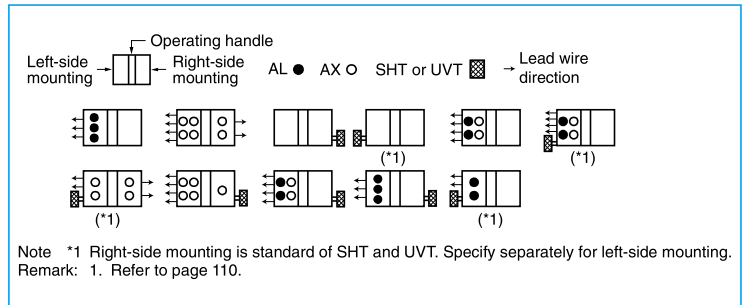 Operating handle
Left-side mounting
Right-side mounting
AL
AX
SHT or UVT
Lead wire direction
(*1)
(*1)
(*1)
(*1)
Note *1 Right-side mounting is standard of SHT and UVT. Specify separately for left-side mounting.
Remark: 1. Refer to page 110.